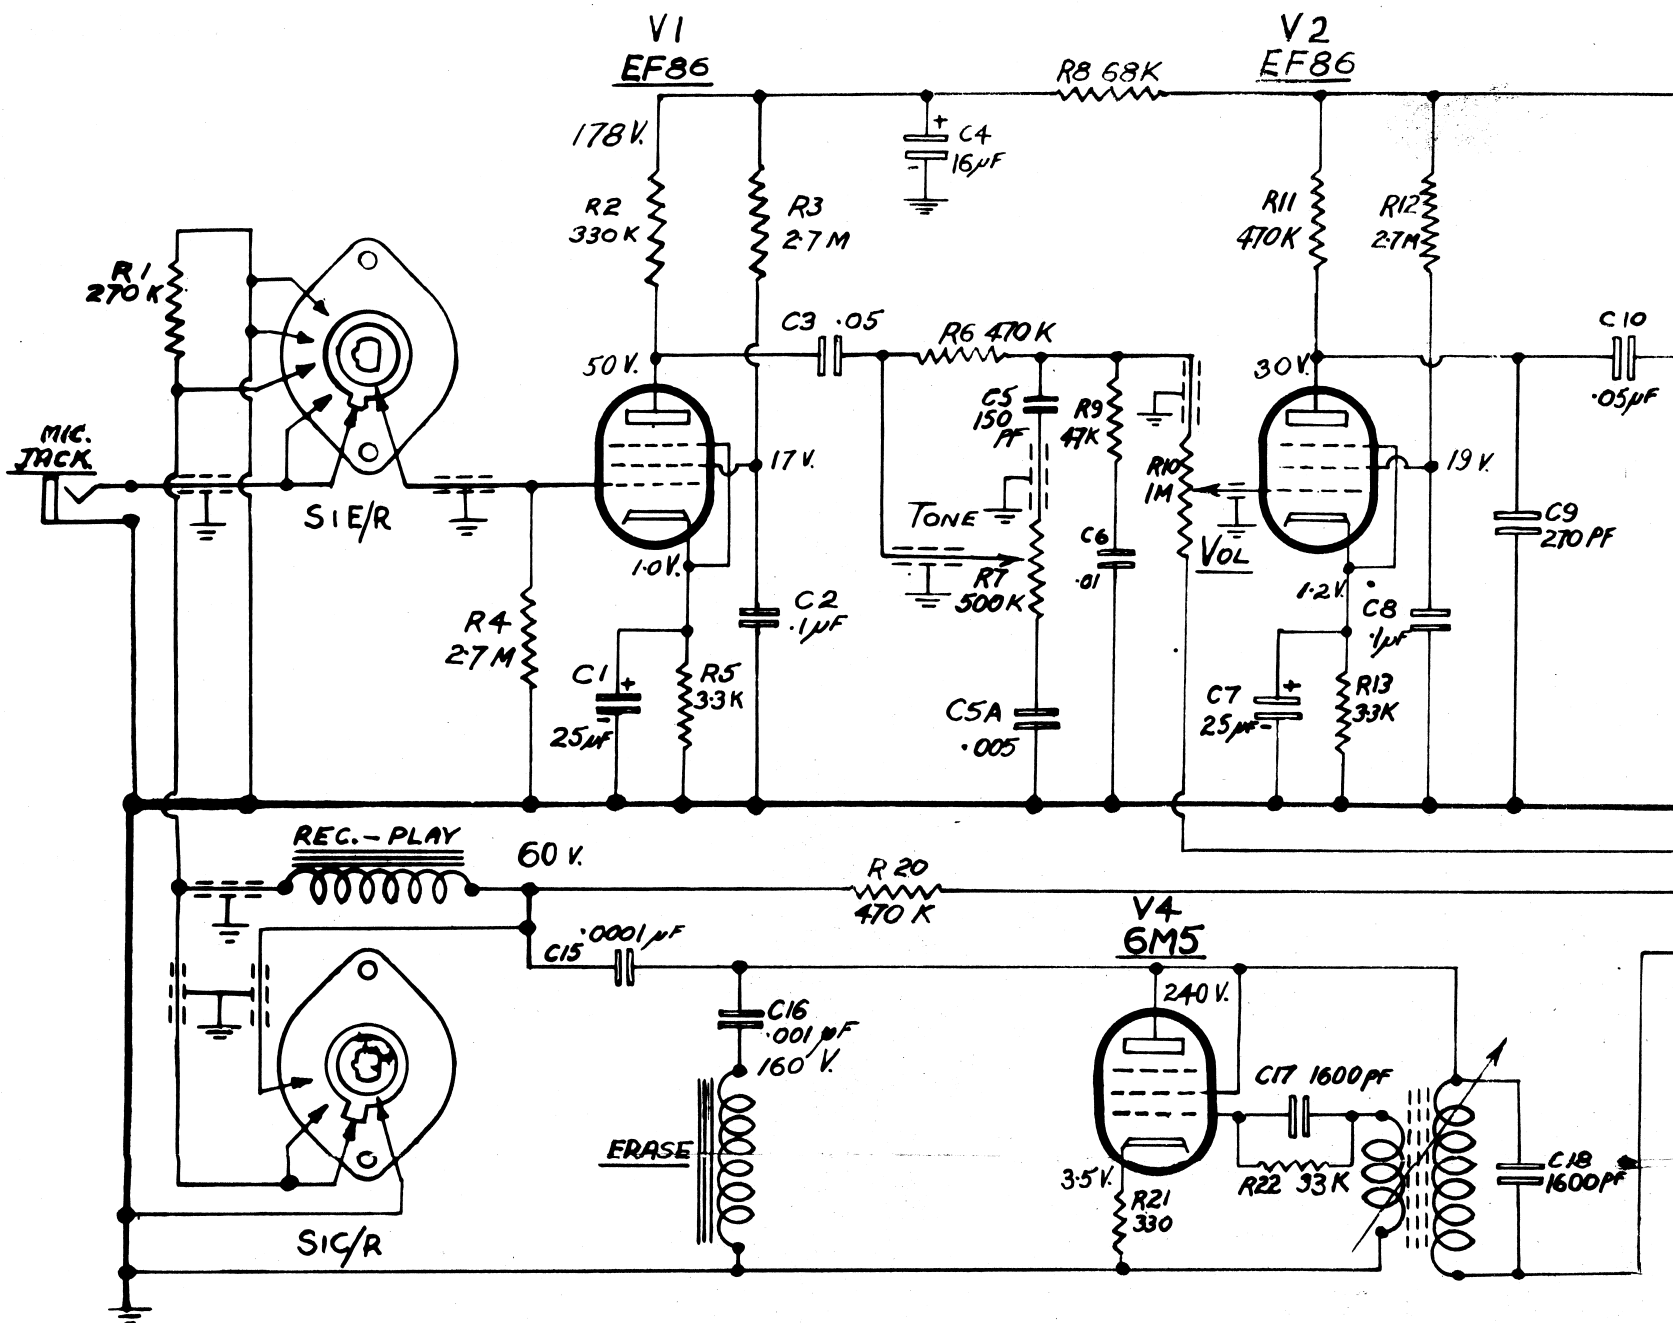 V1
EF86
V2
EF86
R8 68K
178V.
+
C4
16µF
-
R2
330K
R3
2.7M
R11
470K
R12
2.7M
R1
270K
C3 .05
R6 470K
C10
.05µF
50V.
30V.
C5
150
PF
R9
47K
MIC.
JACK
17V.
R10
1M
19V.
S1E/R
TONE
C6
.01
VOL
C9
270PF
1.0V.
R7
500K
1.2V.
C2
.1µF
C8
.1µF
R4
2.7M
C1
+
-
25µF
R5
3.3K
C5A
.005
C7
+
25µF-
R13
3.3K
REC.-PLAY
60V.
R20
470K
V4
6M5
C15
.0001µF
240V.
C16
.001µF
160V.
C17 1600PF
ERASE
3.5V.
R21
330
R22 33K
C18
1600PF
S1C/R